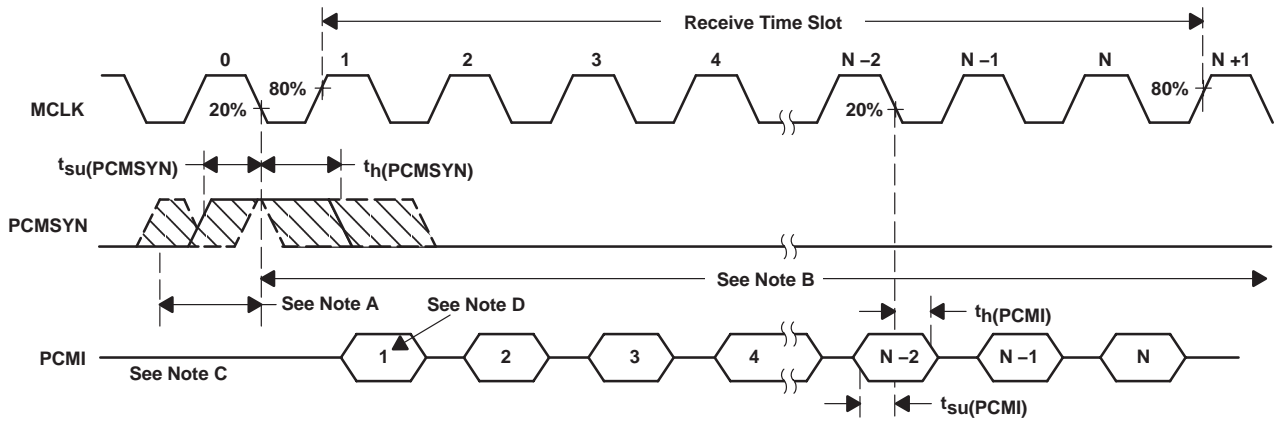 Receive Time Slot
0 1 2 3 4 N –2 N –1 N N +1
80% 80%
MCLK 20% 20%
tsu(PCMSYN) th(PCMSYN)
PCMSYN
See Note B
See Note A See Note D
th(PCMI)
PCMI 1 2 3 4 N –2 N –1 N
See Note C
tsu(PCMI)